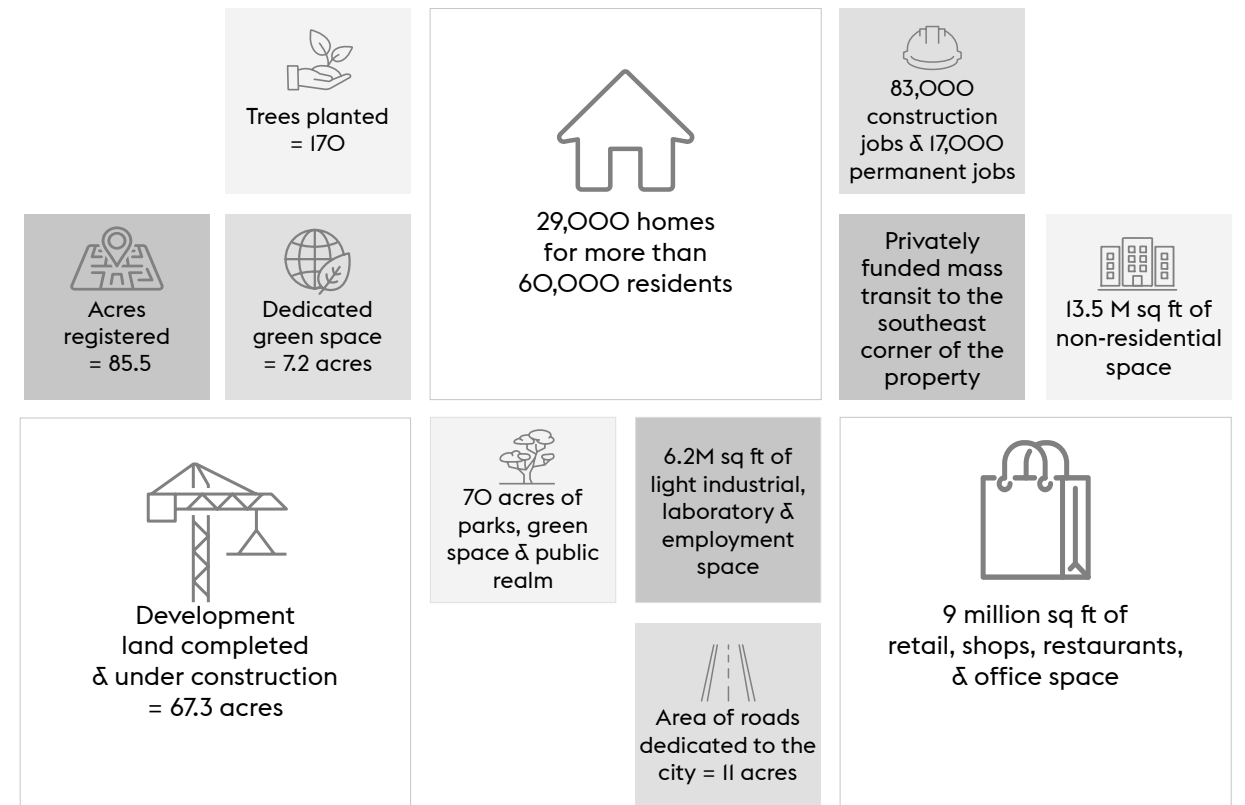 Trees planted
= 170
29,000 homes
for more than
60,000 residents
83,000
construction
jobs & 17,000
permanent jobs
Acres
registered
= 85.5
Dedicated
green space
= 7.2 acres
Privately
funded mass
transit to the
southeast
corner of the
property
13.5 M sq ft of
non-residential
space
Development
land completed
& under construction
= 67.3 acres
70 acres of
parks, green
space & public
realm
6.2M sq ft of
light industrial,
laboratory &
employment
space
9 million sq ft of
retail, shops, restaurants,
& office space
Area of roads
dedicated to the
city = 11 acres